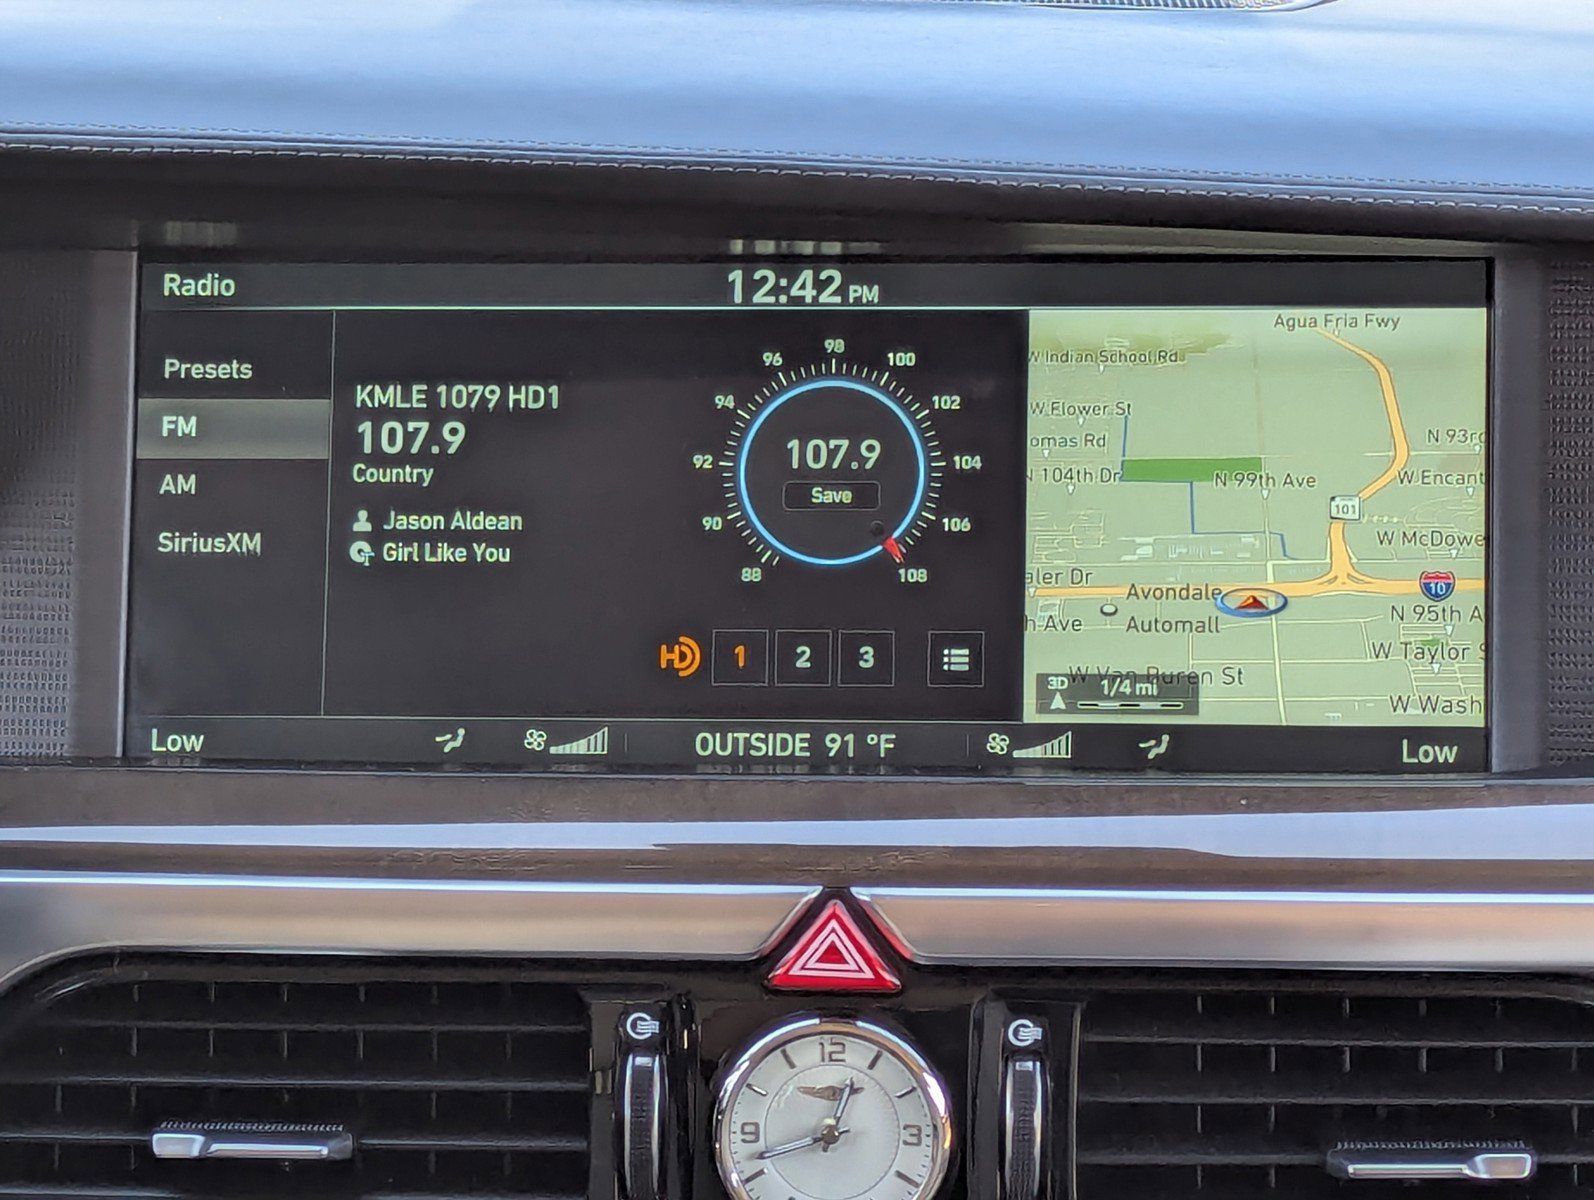 Radio
12:42 PM
Presets
FM
AM
SiriusXM
KMLE 1079 HD1
107.9
Country
Jason Aldean
Girl Like You
88
90
92
94
96
98
100
102
104
106
108
107.9
Save
HD
1
2
3
Agua Fria Fwy
W Indian School Rd
W Flower St
omas Rd
N 93rd
104th Dr
N 99th Ave
W Encant
101
W McDowe
aler Dr
10
Avondale
Automall
N 95th A
h Ave
W Taylor S
W Van Buren St
3D
1/4 mi
W Wash
Low
OUTSIDE 91 °F
Low
12
9
3